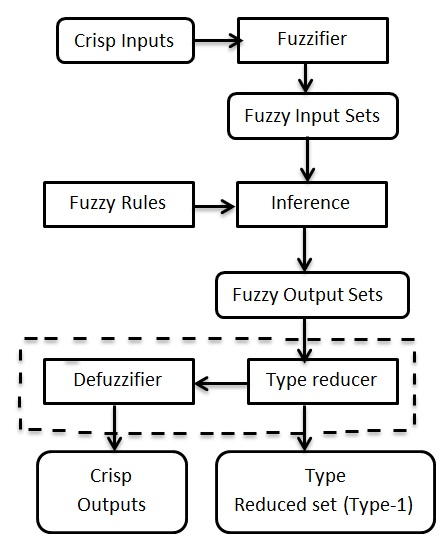 Crisp Inputs
Fuzzifier
Fuzzy Input Sets
Fuzzy Rules
Inference
Fuzzy Output Sets
Defuzzifier
Type reducer
Crisp
Outputs
Type
Reduced set (Type-1)